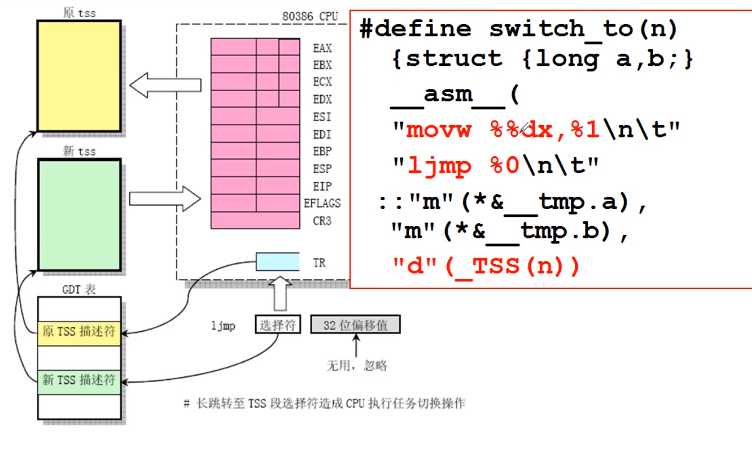 原 tss
80386 CPU
EAX
EBX
ECX
EDX
ESI
EDI
EBP
ESP
EIP
EFLAGS
CR3
TR
新 tss
GDT 表
原 TSS 描述符
新 TSS 描述符
ljmp
选择符
32 位偏移值
无用，忽略
# 长跳转至 TSS 段选择符造成 CPU 执行任务切换操作
#define switch_to(n)
{struct {long a,b;}
__asm__(
"movw %%dx,%1\n\t"
"ljmp %0\n\t"
::"m"(*&__tmp.a),
"m"(*&__tmp.b),
"d"(_TSS(n))